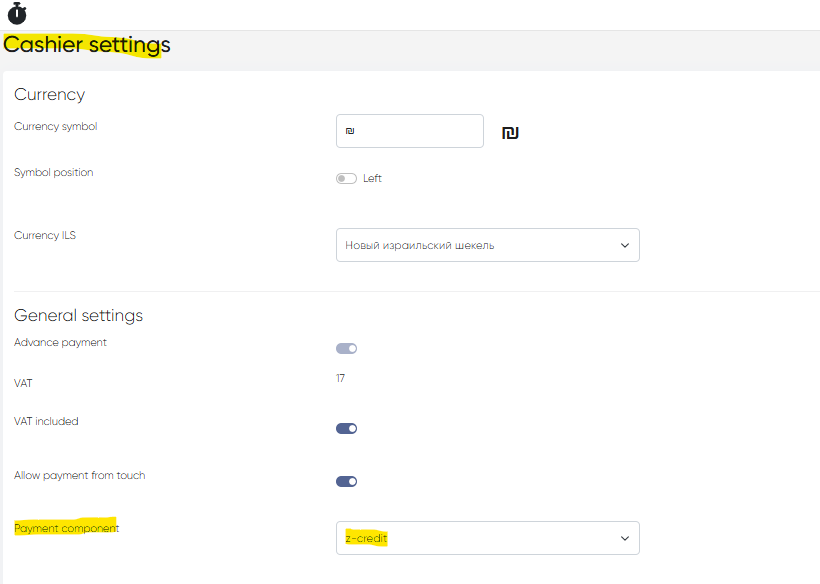 Cashier settings
Currency
Currency symbol
₪
₪
Symbol position
Left
Currency ILS
Новый израильский шекель
General settings
Advance payment
VAT
17
VAT included
Allow payment from touch
Payment component
z-credit